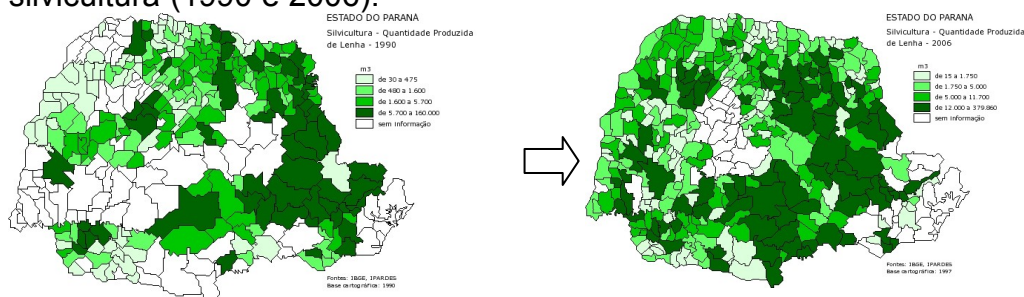 silvicultura (1990 e 2006).
ESTADO DO PARANÁ
Silvicultura - Quantidade Produzida
de Lenha - 1990
m3
de 30 a 475
de 480 a 1.600
de 1.600 a 5.700
de 5.700 a 160.000
sem informação
Fontes: IBGE, IPARDES
Base cartográfica: 1990
ESTADO DO PARANÁ
Silvicultura - Quantidade Produzida
de Lenha - 2006
m3
de 15 a 1.750
de 1.750 a 5.000
de 5.000 a 11.700
de 12.000 a 379.860
sem informação
Fontes: IBGE, IPARDES
Base cartográfica: 1997